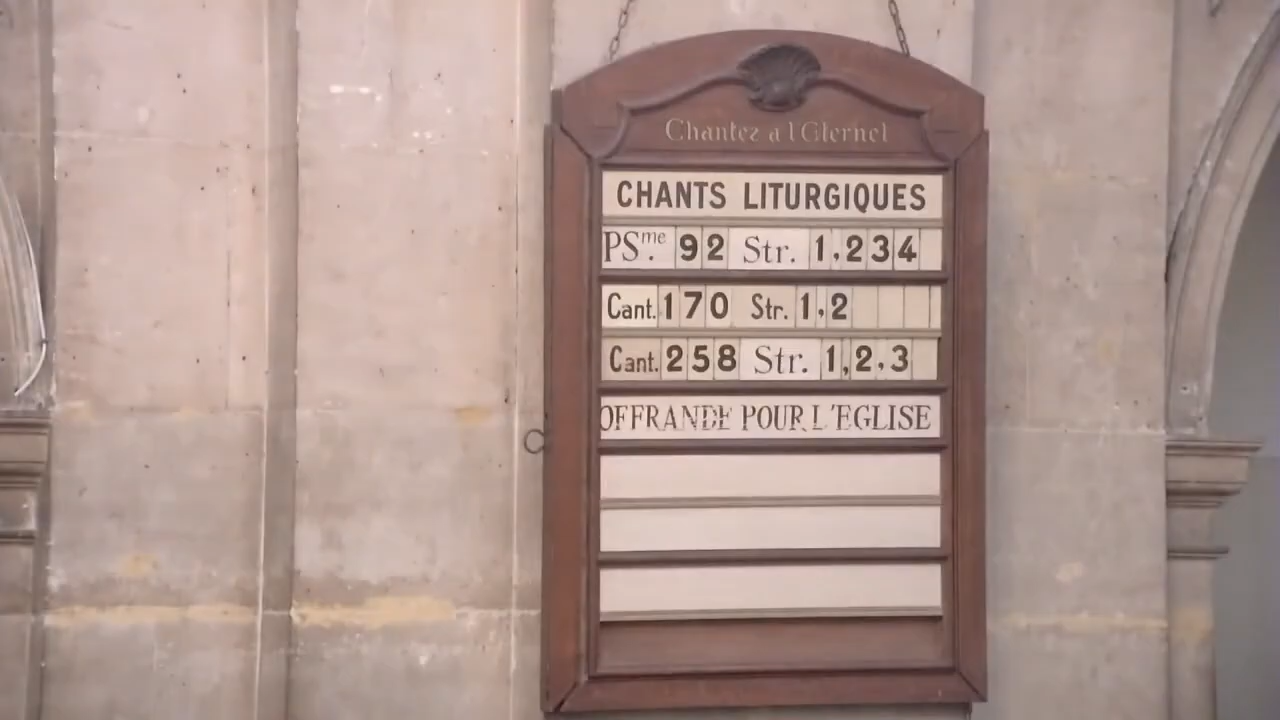 Chantez a l'Eternel
CHANTS LITURGIQUES
PS.me 92 Str. 1,234
Cant. 170 Str. 1,2
Cant. 258 Str. 1,2,3
OFFRANDE POUR L'EGLISE